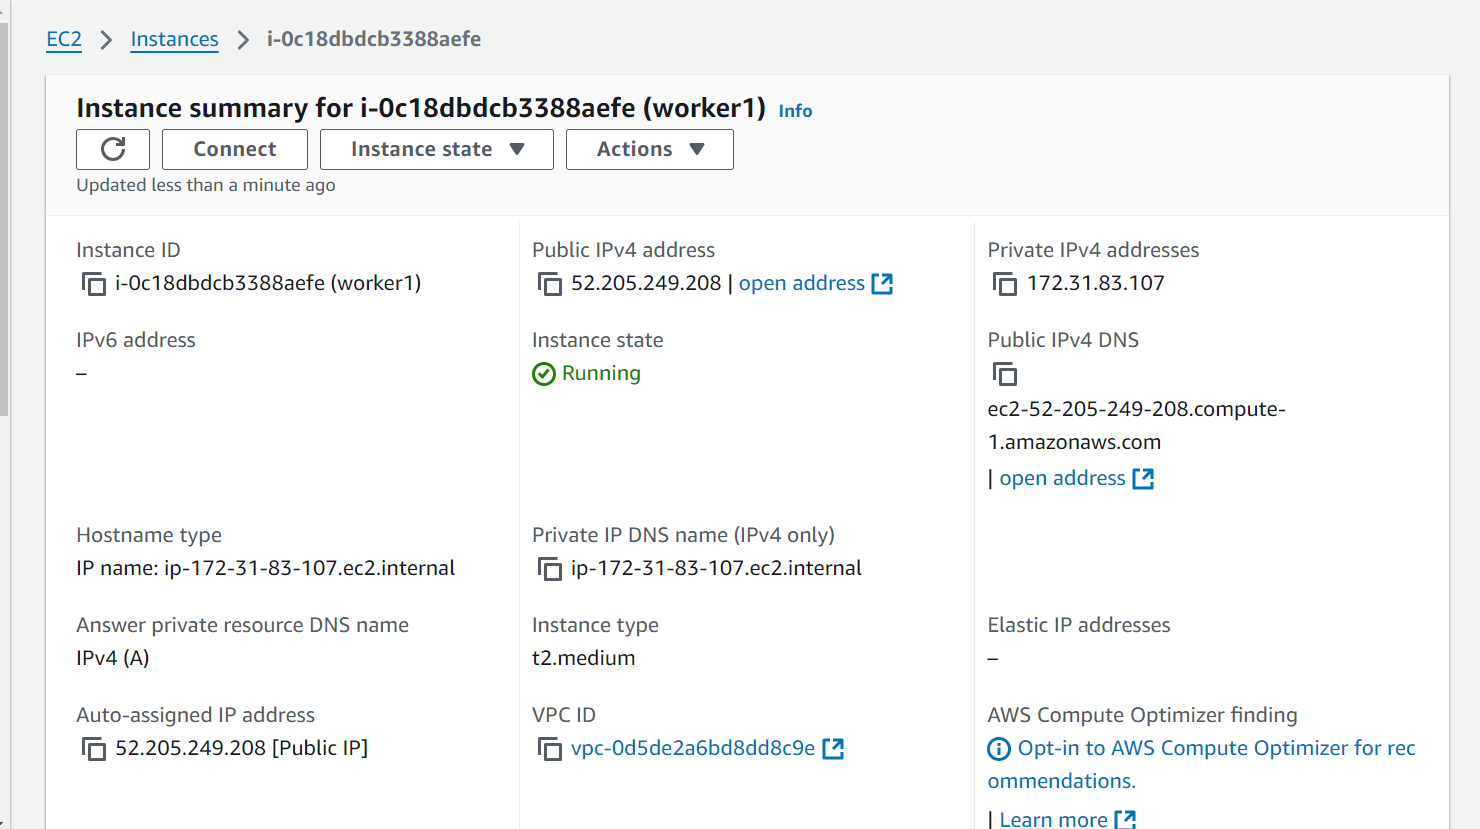 EC2 > Instances > i-0c18dbdcb3388aefe
Instance summary for i-0c18dbdcb3388aefe (worker1) Info
Connect Instance state Actions
Updated less than a minute ago
Instance ID
i-0c18dbdcb3388aefe (worker1)
Public IPv4 address
52.205.249.208 | open address
Private IPv4 addresses
172.31.83.107
IPv6 address
–
Instance state
Running
Public IPv4 DNS
ec2-52-205-249-208.compute-
1.amazonaws.com
| open address
Hostname type
IP name: ip-172-31-83-107.ec2.internal
Private IP DNS name (IPv4 only)
ip-172-31-83-107.ec2.internal
Answer private resource DNS name
IPv4 (A)
Instance type
t2.medium
Elastic IP addresses
–
Auto-assigned IP address
52.205.249.208 [Public IP]
VPC ID
vpc-0d5de2a6bd8dd8c9e
AWS Compute Optimizer finding
Opt-in to AWS Compute Optimizer for rec
ommendations.
| Learn more